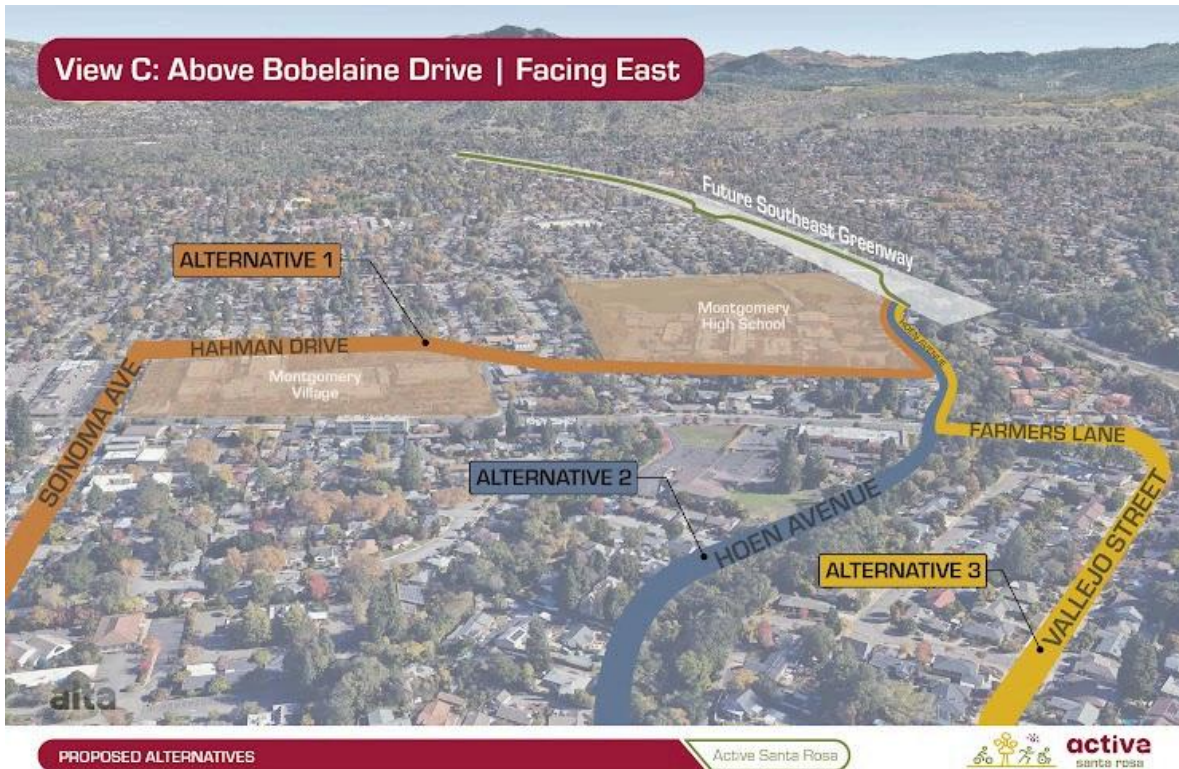 View C: Above Bobelaine Drive | Facing East
Future Southeast Greenway
ALTERNATIVE 1
Montgomery
High School
HOEN AVENUE
HAHMAN DRIVE
Montgomery
Village
SONOMA AVE
FARMERS LANE
ALTERNATIVE 2
HOEN AVENUE
VALLEJO STREET
ALTERNATIVE 3
alta
PROPOSED ALTERNATIVES
Active Santa Rosa
active
santa rosa